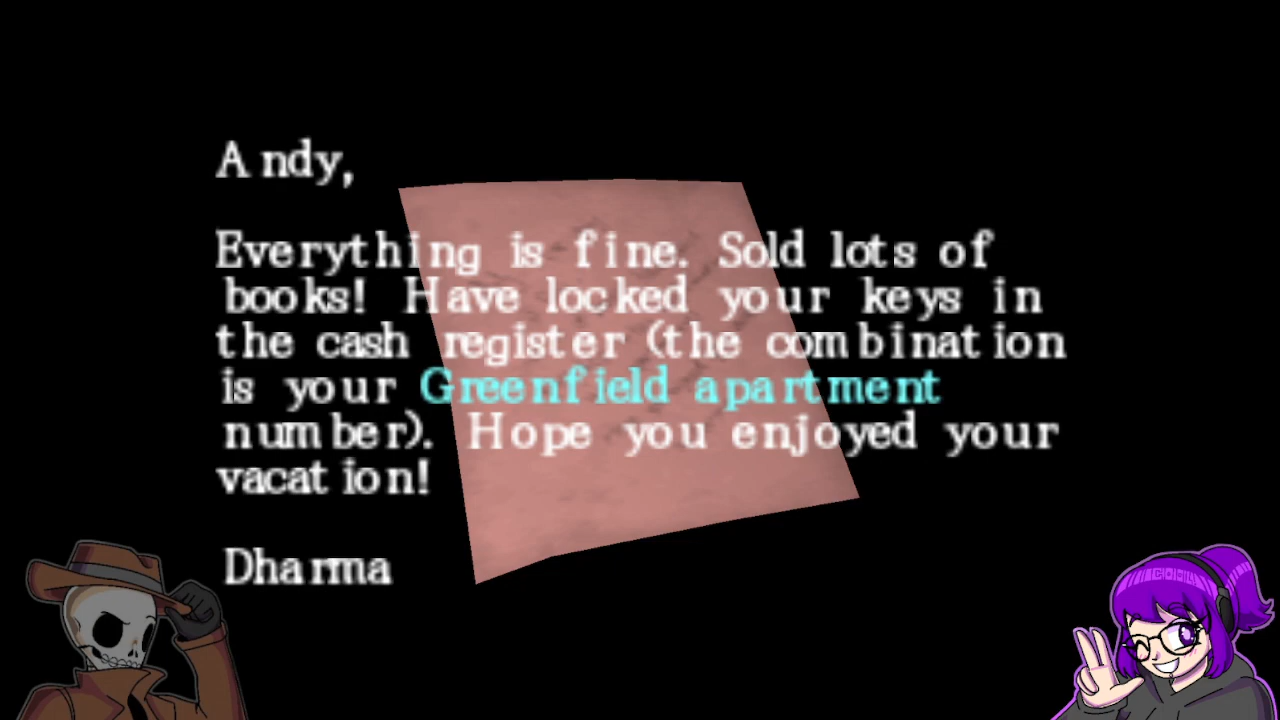 Andy,
Everything is fine. Sold lots of
books! Have locked your keys in
the cash register (the combination
is your Greenfield apartment
number). Hope you enjoyed your
vacation!
Dharma